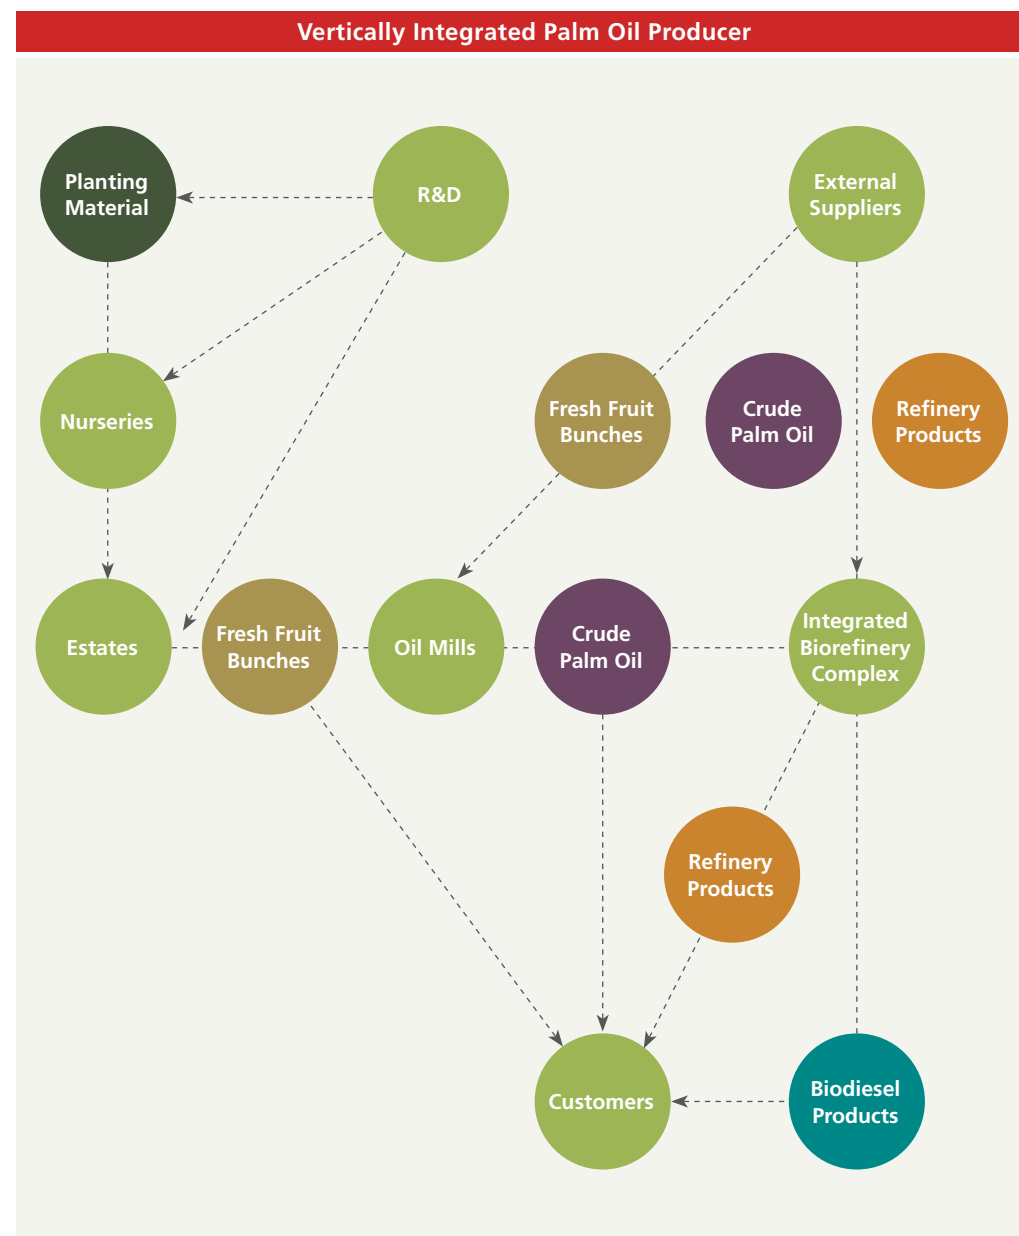 Vertically Integrated Palm Oil Producer
Planting
Material
R&D
External
Suppliers
Nurseries
Fresh Fruit
Bunches
Crude
Palm Oil
Refinery
Products
Estates
Fresh Fruit
Bunches
Oil Mills
Crude
Palm Oil
Integrated
Biorefinery
Complex
Refinery
Products
Customers
Biodiesel
Products